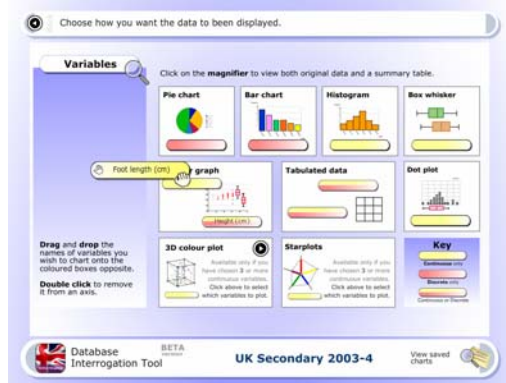 Choose how you want the data to been displayed.
Variables
Click on the magnifier to view both original data and a summary table.
Pie chart
Bar chart
Histogram
Box whisker
Foot length (cm)
graph
Height (cm)
Tabulated data
Dot plot
Drag and drop the
names of variables you
wish to chart onto the
coloured boxes opposite.
Double click to remove
it from an axis.
3D colour plot
Available only if you
have chosen 3 or more
continuous variables.
Click above to select
which variables to plot.
Starplots
Available only if you
have chosen 3 or more
continuous variables.
Click above to select
which variables to plot.
Key
Continuous only
Discrete only
Continuous or Discrete
Database
Interrogation Tool
BETA
UK Secondary 2003-4
View saved
charts